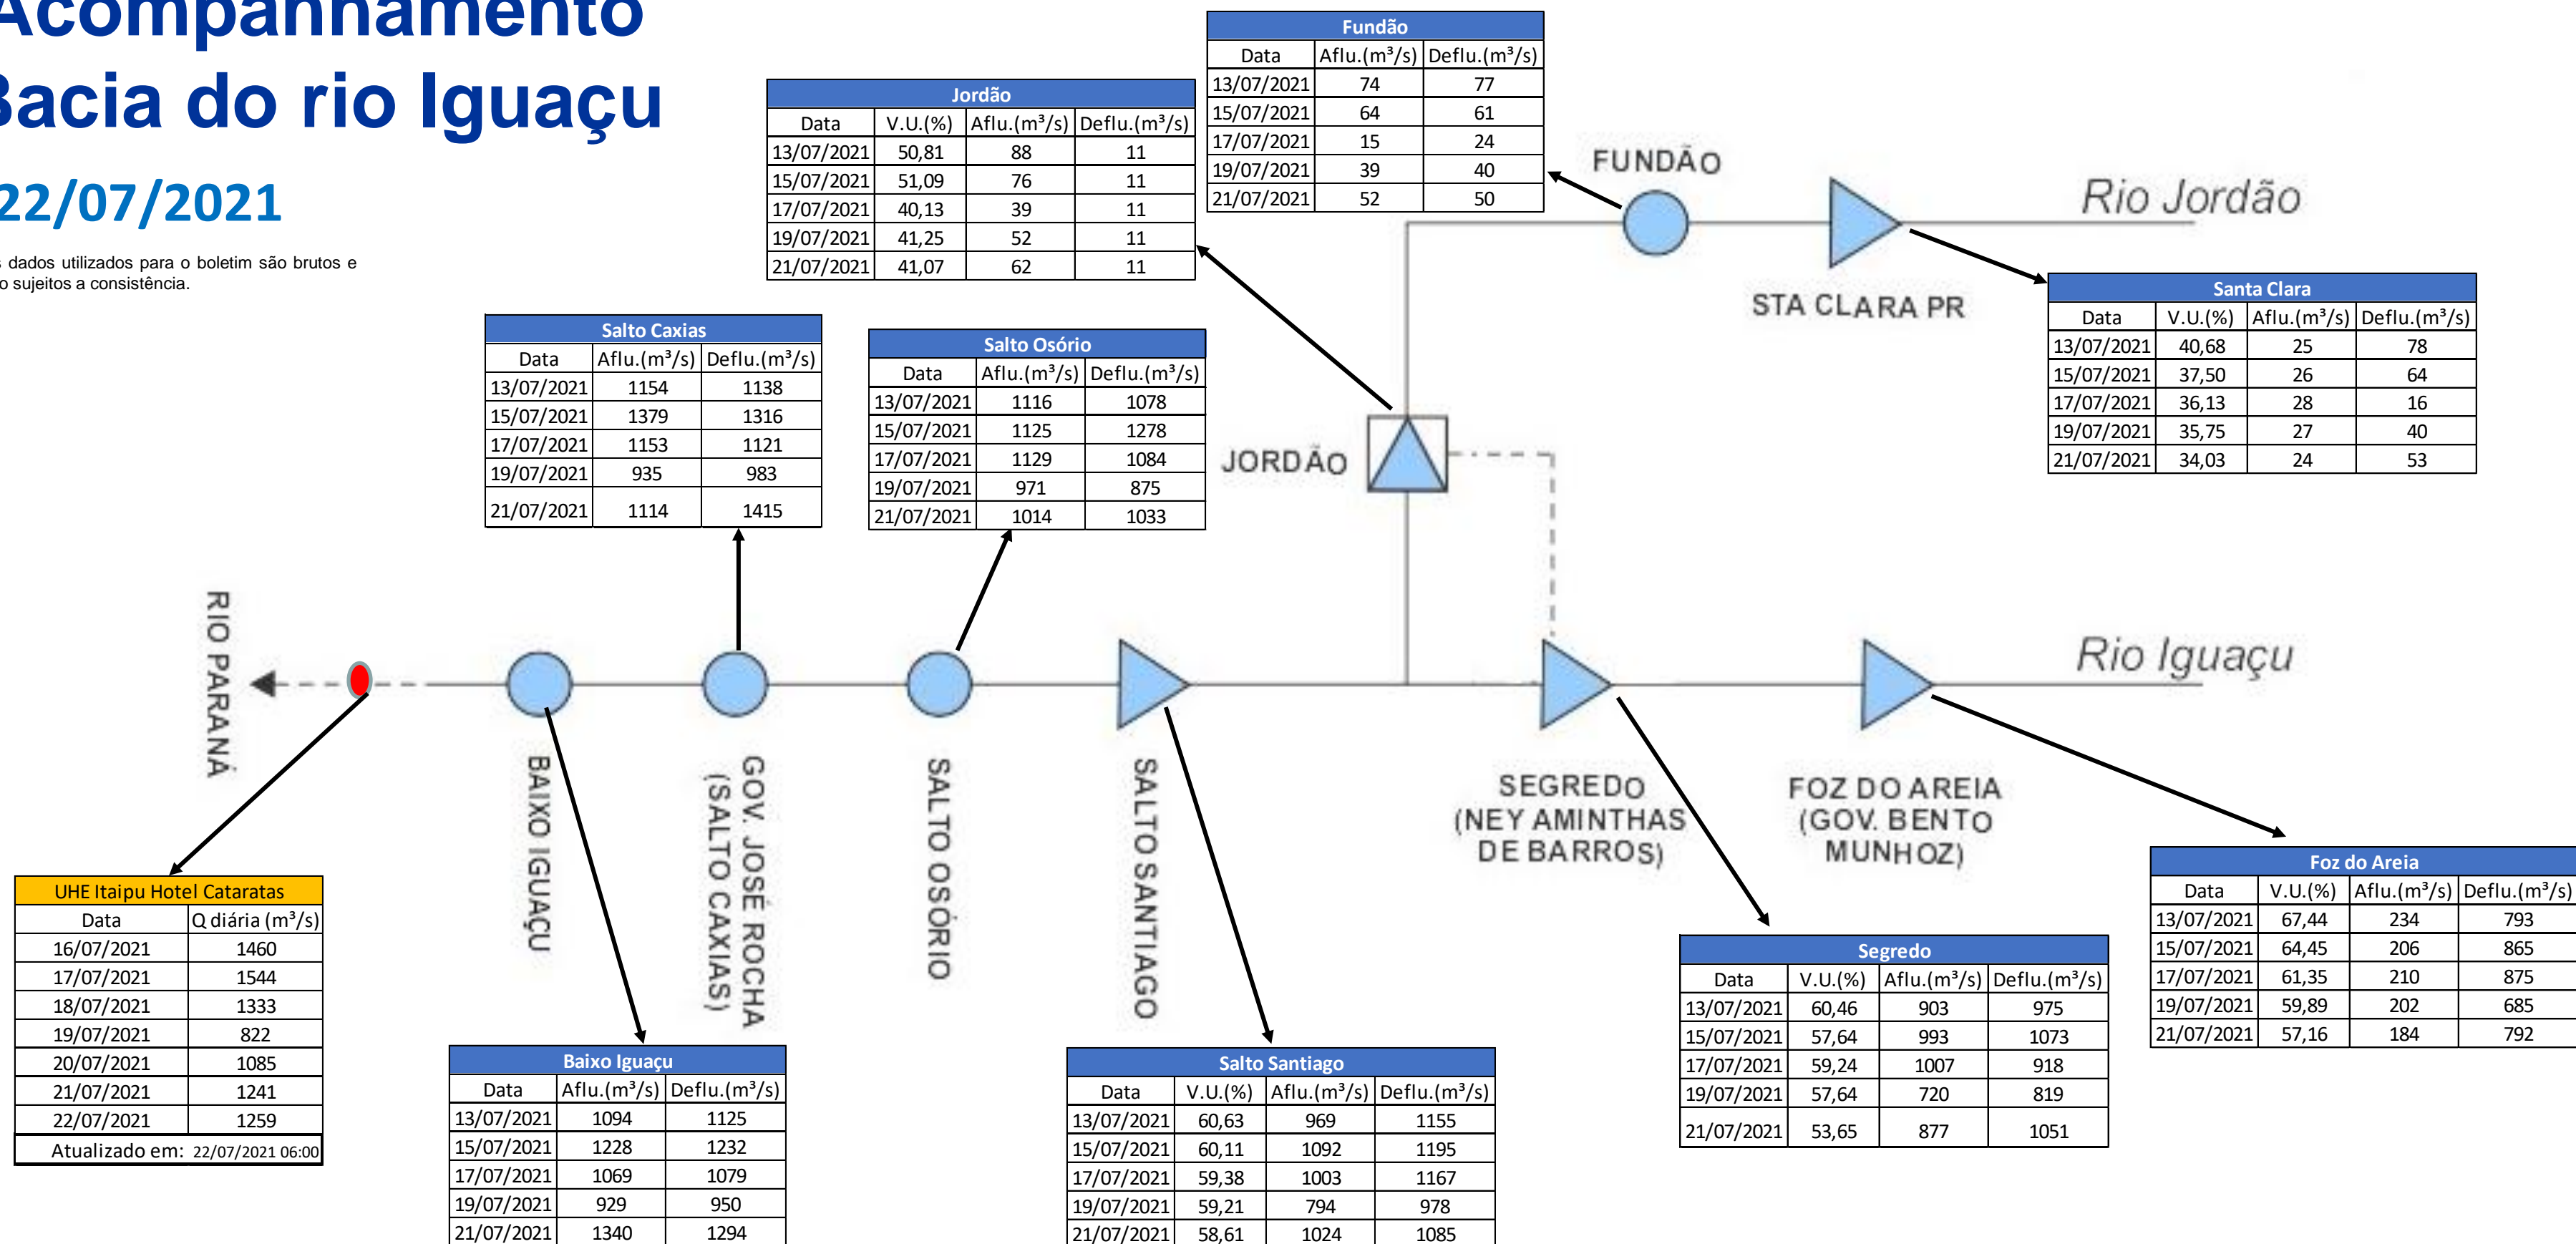 Acompanhamento
Bacia do rio Iguaçu
22/07/2021
dados utilizados para o boletim são brutos e
sujeitos a consistência.
Fundão
Data Aflu.(m³/s) Deflu.(m³/s)
13/07/2021 74 77
15/07/2021 64 61
17/07/2021 15 24
19/07/2021 39 40
21/07/2021 52 50
Jordão
Data V.U.(%) Aflu.(m³/s) Deflu.(m³/s)
13/07/2021 50,81 88 11
15/07/2021 51,09 76 11
17/07/2021 40,13 39 11
19/07/2021 41,25 52 11
21/07/2021 41,07 62 11
FUNDÃO
Rio Jordão
STA CLARA PR
Santa Clara
Data V.U.(%) Aflu.(m³/s) Deflu.(m³/s)
13/07/2021 40,68 25 78
15/07/2021 37,50 26 64
17/07/2021 36,13 28 16
19/07/2021 35,75 27 40
21/07/2021 34,03 24 53
Salto Caxias
Data Aflu.(m³/s) Deflu.(m³/s)
13/07/2021 1154 1138
15/07/2021 1379 1316
17/07/2021 1153 1121
19/07/2021 935 983
21/07/2021 1114 1415
Salto Osório
Data Aflu.(m³/s) Deflu.(m³/s)
13/07/2021 1116 1078
15/07/2021 1125 1278
17/07/2021 1129 1084
19/07/2021 971 875
21/07/2021 1014 1033
JORDÃO
RIO PARANÁ
Rio Iguaçu
BAIXO IGUAÇU
GOV. JOSÉ ROCHA
(SALTO CAXIAS)
SALTO OSÓRIO
SALTO SANTIAGO
SEGREDO
(NEY AMINTHAS
DE BARROS)
FOZ DO AREIA
(GOV. BENTO
MUNHOZ)
UHE Itaipu Hotel Cataratas
Data Q diária (m³/s)
16/07/2021 1460
17/07/2021 1544
18/07/2021 1333
19/07/2021 822
20/07/2021 1085
21/07/2021 1241
22/07/2021 1259
Atualizado em: 22/07/2021 06:00
Baixo Iguaçu
Data Aflu.(m³/s) Deflu.(m³/s)
13/07/2021 1094 1125
15/07/2021 1228 1232
17/07/2021 1069 1079
19/07/2021 929 950
21/07/2021 1340 1294
Salto Santiago
Data V.U.(%) Aflu.(m³/s) Deflu.(m³/s)
13/07/2021 60,63 969 1155
15/07/2021 60,11 1092 1195
17/07/2021 59,38 1003 1167
19/07/2021 59,21 794 978
21/07/2021 58,61 1024 1085
Segredo
Data V.U.(%) Aflu.(m³/s) Deflu.(m³/s)
13/07/2021 60,46 903 975
15/07/2021 57,64 993 1073
17/07/2021 59,24 1007 918
19/07/2021 57,64 720 819
21/07/2021 53,65 877 1051
Foz do Areia
Data V.U.(%) Aflu.(m³/s) Deflu.(m³/s)
13/07/2021 67,44 234 793
15/07/2021 64,45 206 865
17/07/2021 61,35 210 875
19/07/2021 59,89 202 685
21/07/2021 57,16 184 792